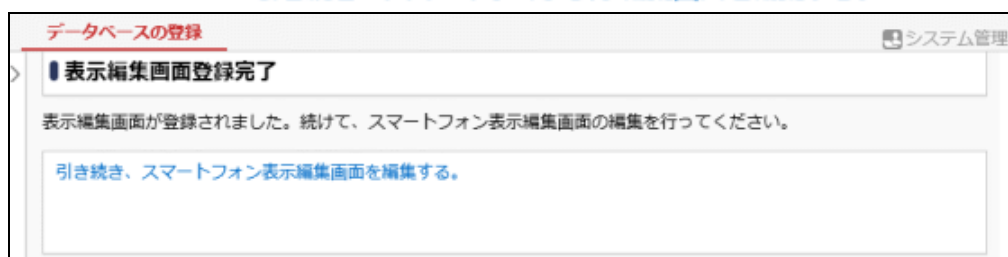 データベースの登録
システム管理
表示編集画面登録完了
表示編集画面が登録されました。続けて、スマートフォン表示編集画面の編集を行ってください。
引き続き、スマートフォン表示編集画面を編集する。